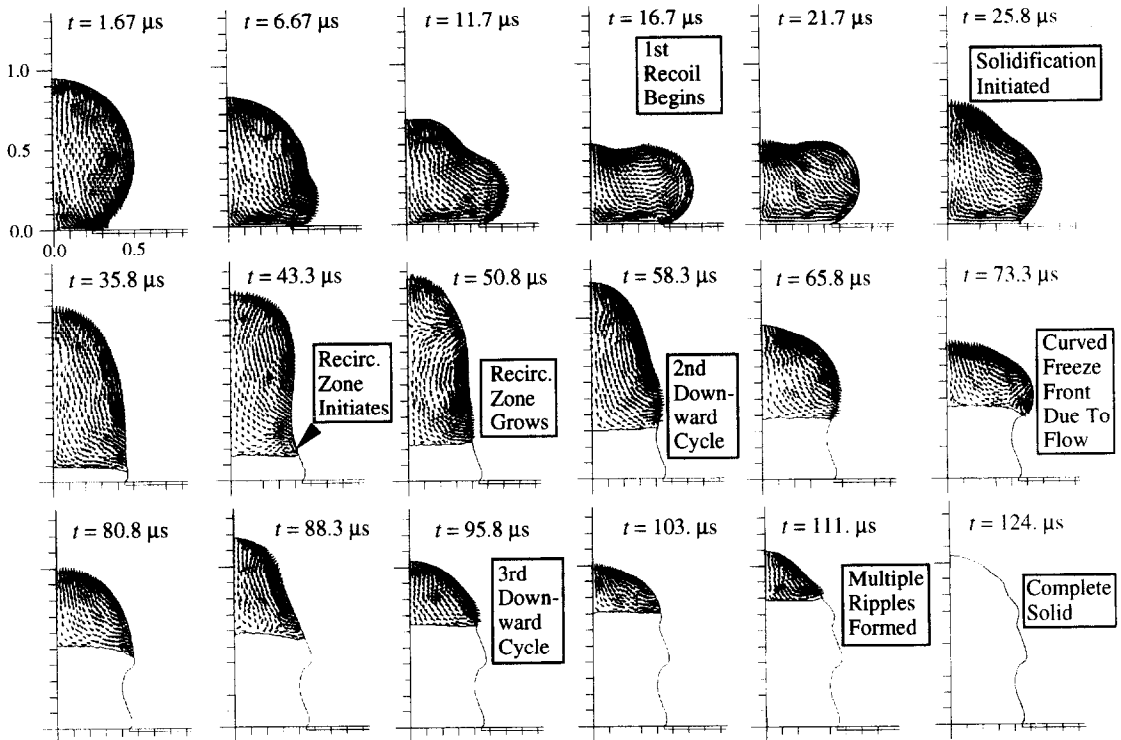 t = 1.67 μs
t = 6.67 μs
t = 11.7 μs
t = 16.7 μs
t = 21.7 μs
t = 25.8 μs
1st
Recoil
Begins
Solidification
Initiated
1.0
0.5
0.0
0.0
0.5
t = 35.8 μs
t = 43.3 μs
t = 50.8 μs
t = 58.3 μs
t = 65.8 μs
t = 73.3 μs
Recirc.
Zone
Initiates
Recirc.
Zone
Grows
2nd
Down-
ward
Cycle
Curved
Freeze
Front
Due To
Flow
t = 80.8 μs
t = 88.3 μs
t = 95.8 μs
t = 103. μs
t = 111. μs
t = 124. μs
3rd
Down-
ward
Cycle
Multiple
Ripples
Formed
Complete
Solid